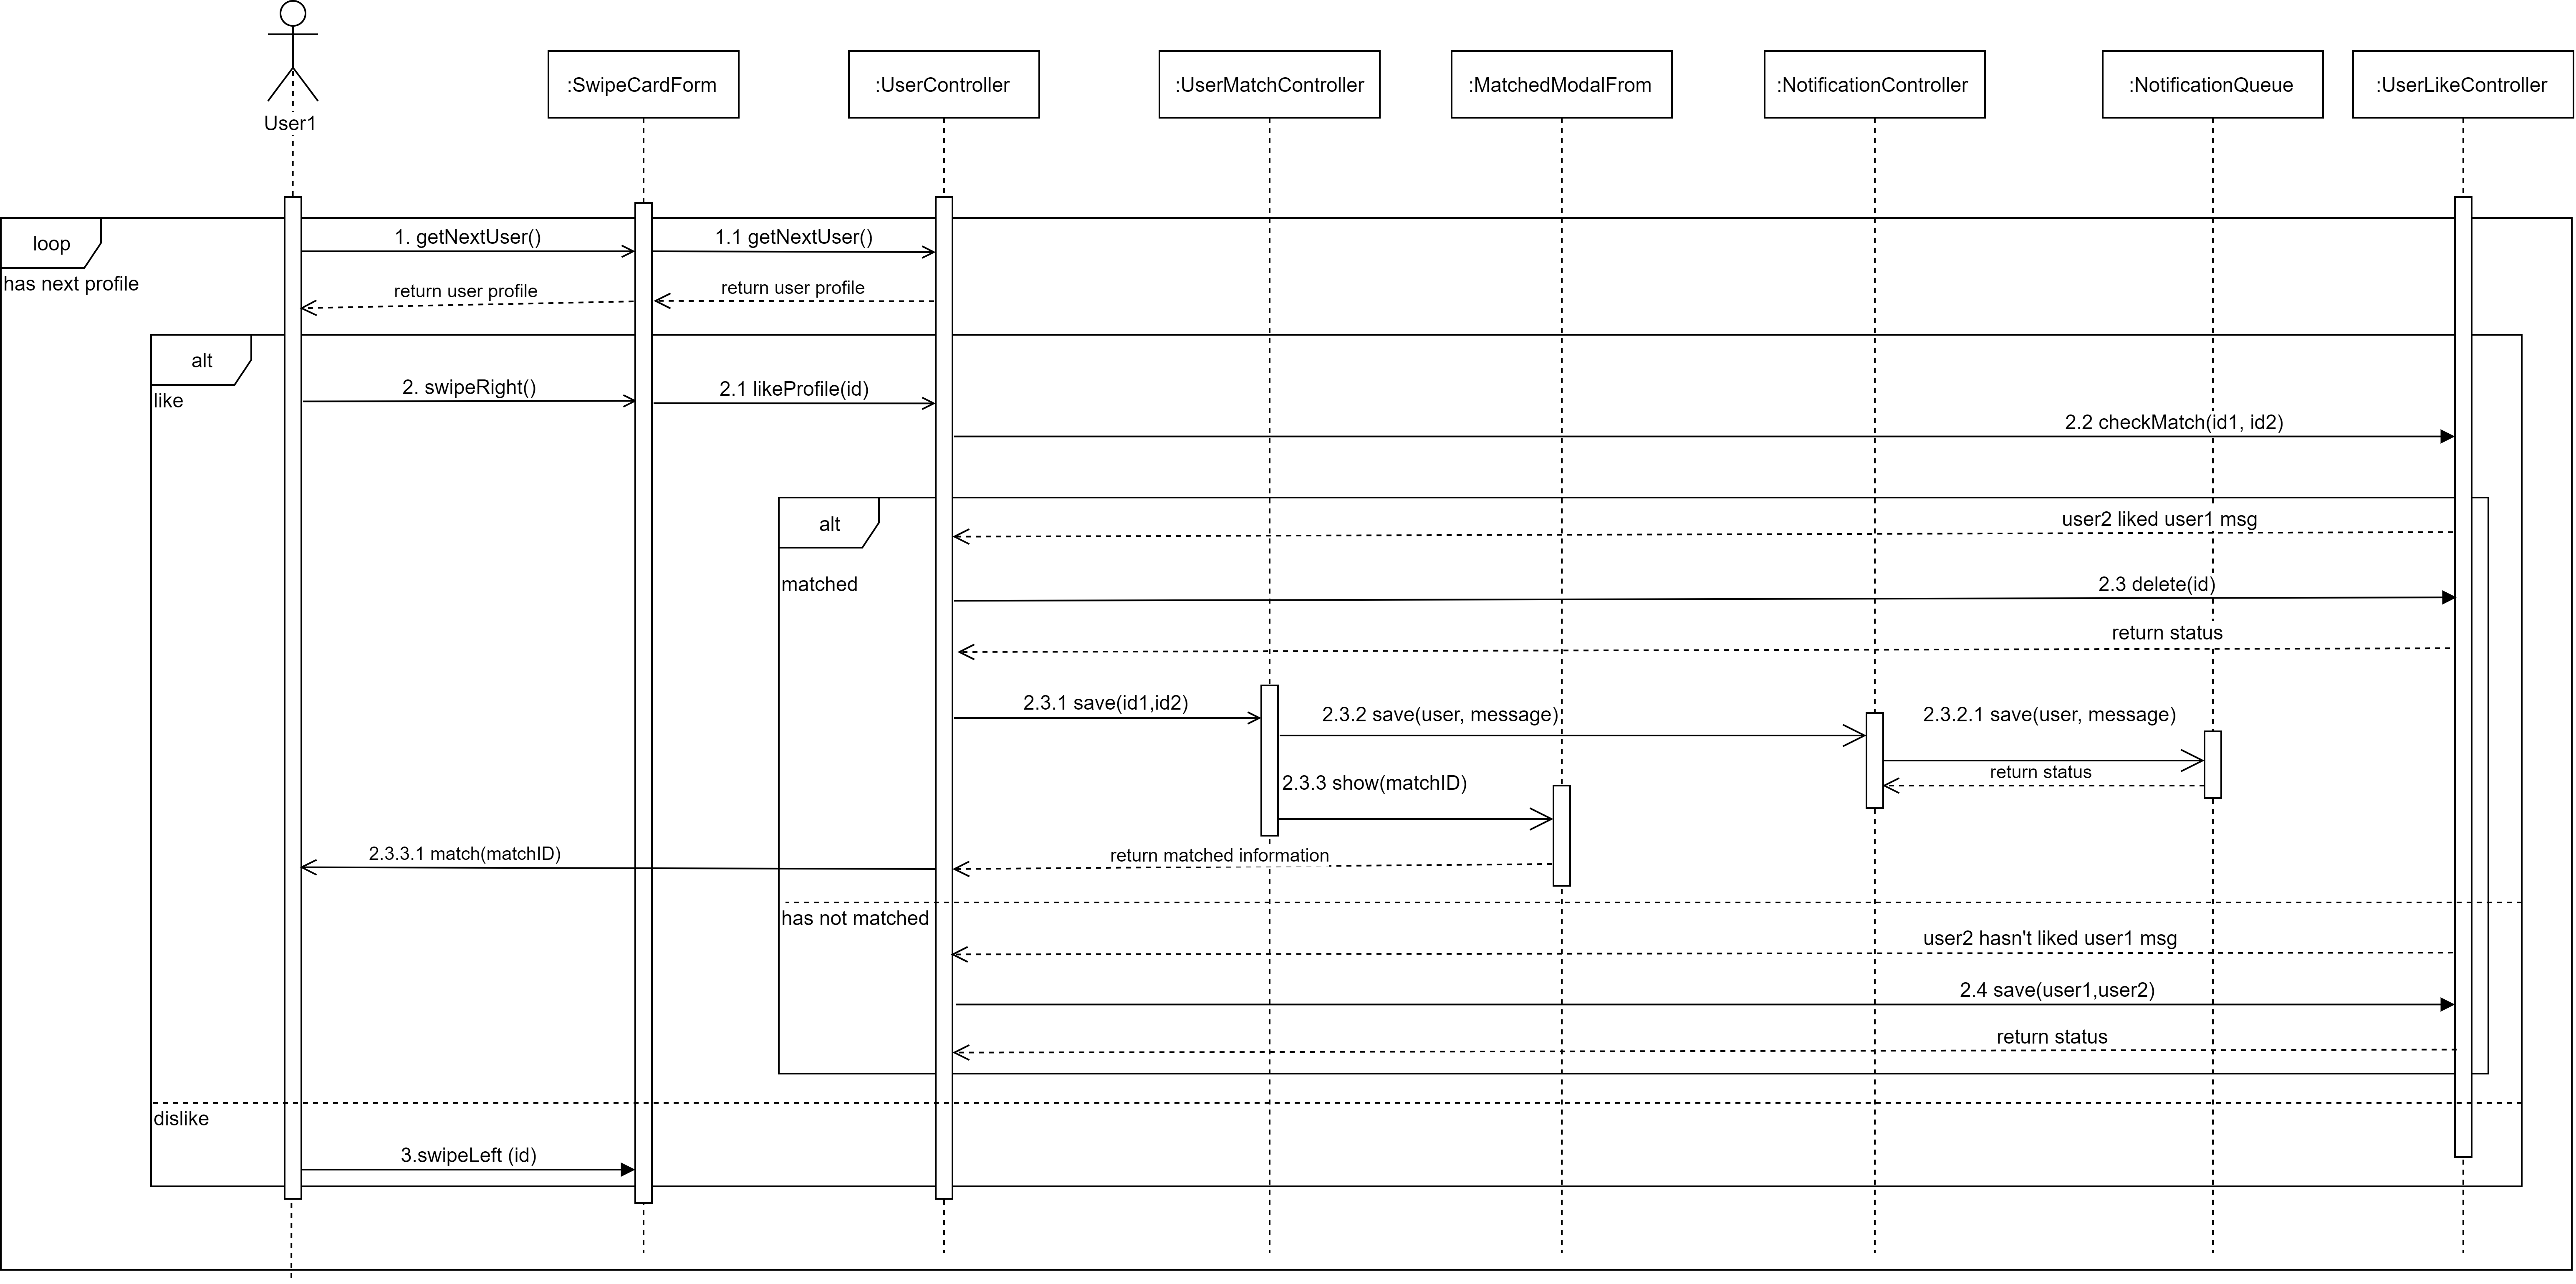 User1
:SwipeCardForm
:UserController
:UserMatchController
:MatchedModalFrom
:NotificationController
:NotificationQueue
:UserLikeController
loop
has next profile
1. getNextUser()
1.1 getNextUser()
return user profile
return user profile
alt
like
2. swipeRight()
2.1 likeProfile(id)
2.2 checkMatch(id1, id2)
alt
matched
user2 liked user1 msg
2.3 delete(id)
return status
2.3.1 save(id1,id2)
2.3.2 save(user, message)
2.3.2.1 save(user, message)
return status
2.3.3 show(matchID)
2.3.3.1 match(matchID)
return matched information
has not matched
user2 hasn't liked user1 msg
2.4 save(user1,user2)
return status
dislike
3.swipeLeft (id)